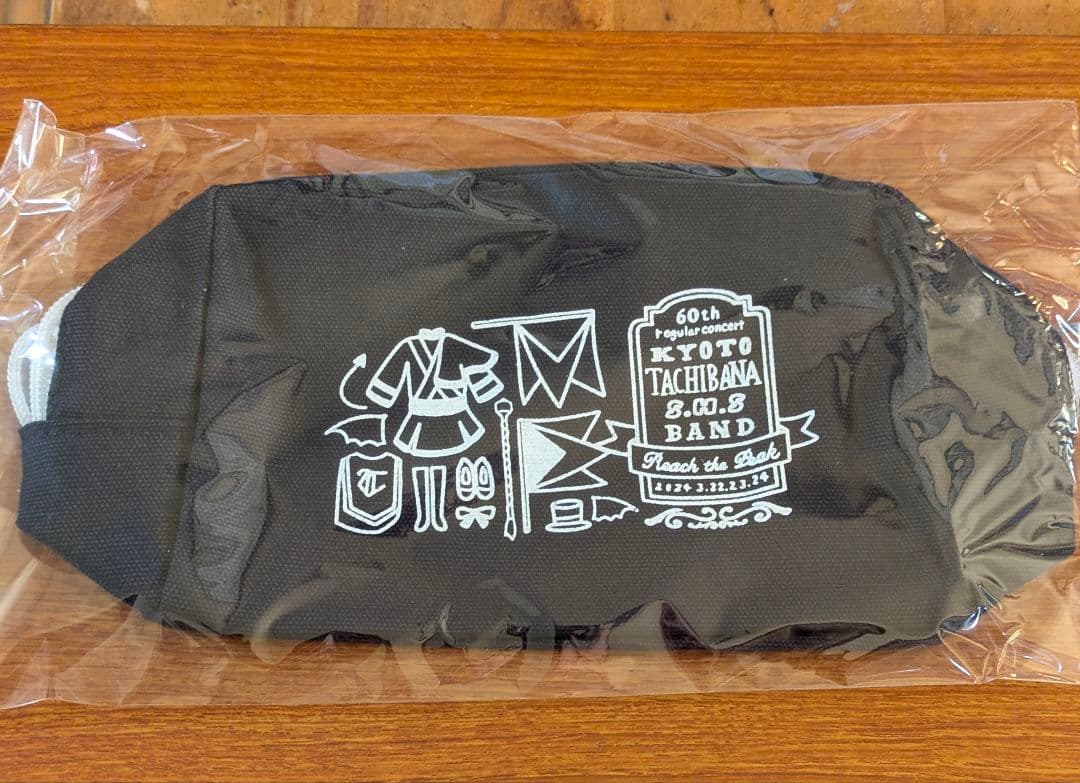 60th
regular concert
KYOTO
TACHIBANA
S.H.S
BAND
Reach the Peak
2024 3.22.23.24
T